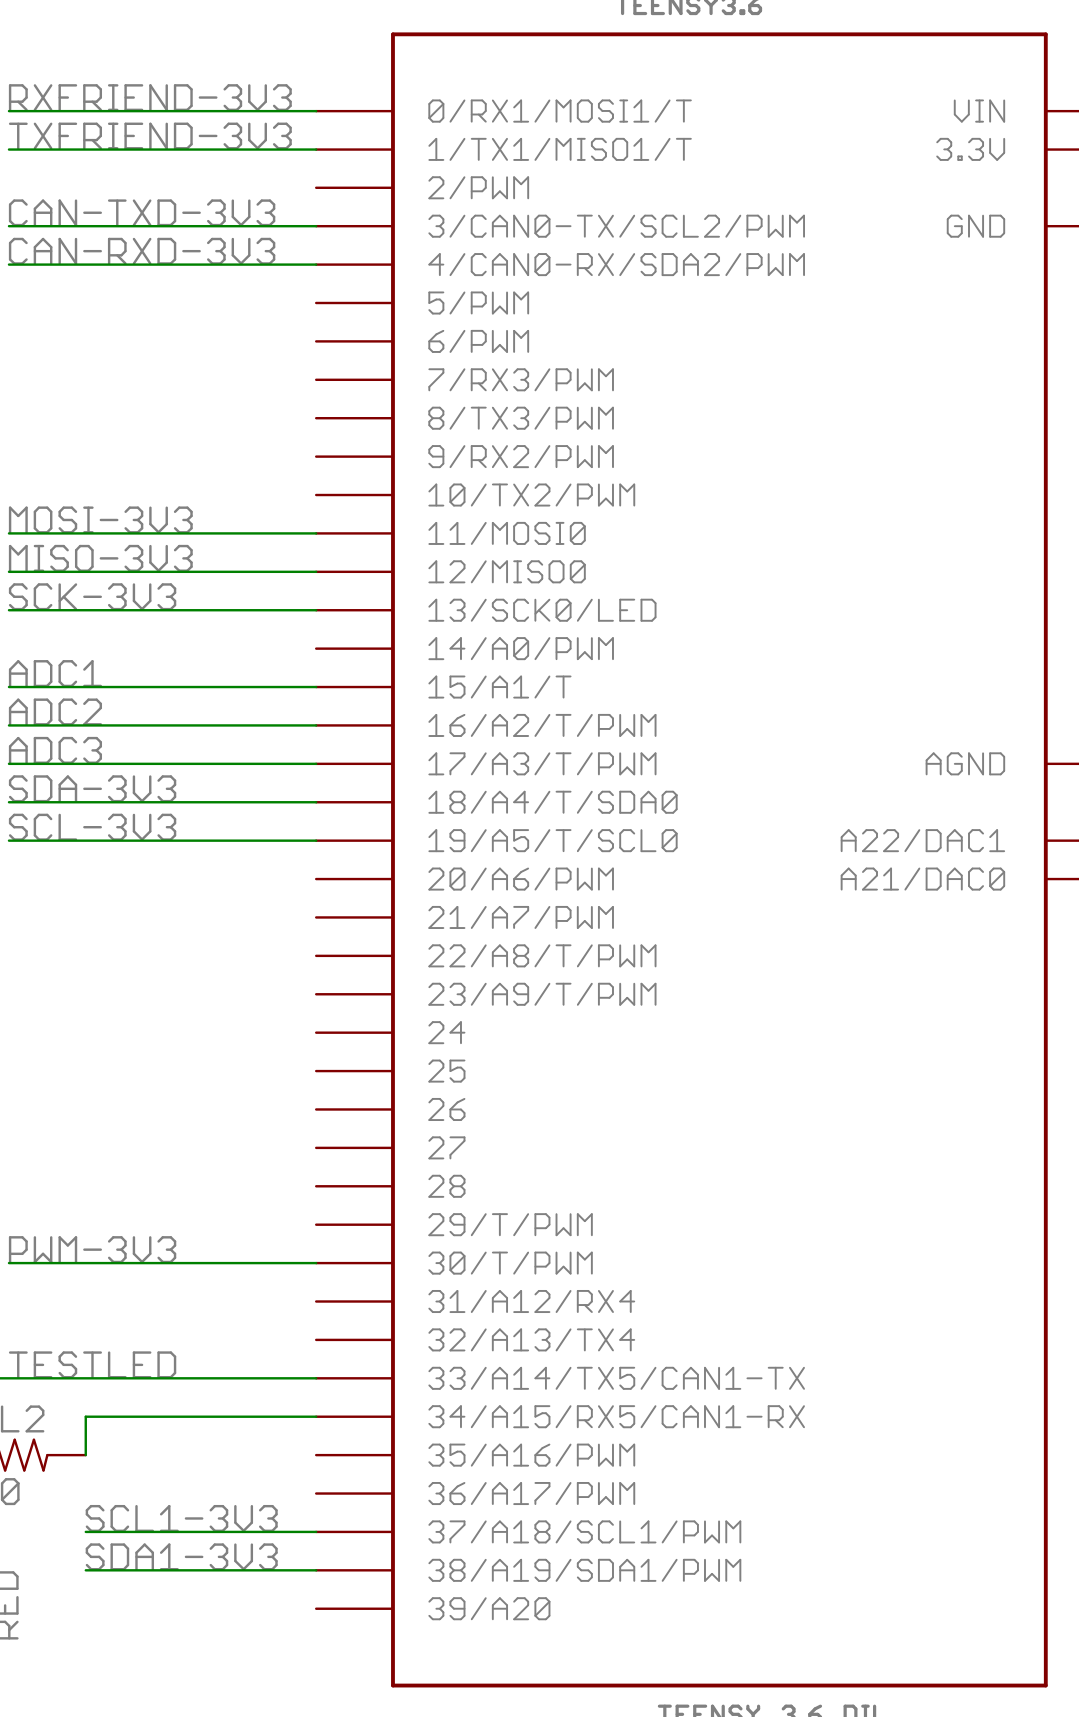 TEENSY3.6
RXFRIEND-3V3
TXFRIEND-3V3
CAN-TXD-3V3
CAN-RXD-3V3
MOSI-3V3
MISO-3V3
SCK-3V3
ADC1
ADC2
ADC3
SDA-3V3
SCL-3V3
PWM-3V3
TESTLED
L2
0
SCL1-3V3
SDA1-3V3
RED
0/RX1/MOSI1/T
1/TX1/MISO1/T
2/PWM
3/CAN0-TX/SCL2/PWM
4/CAN0-RX/SDA2/PWM
5/PWM
6/PWM
7/RX3/PWM
8/TX3/PWM
9/RX2/PWM
10/TX2/PWM
11/MOSI0
12/MISO0
13/SCK0/LED
14/A0/PWM
15/A1/T
16/A2/T/PWM
17/A3/T/PWM
18/A4/T/SDA0
19/A5/T/SCL0
20/A6/PWM
21/A7/PWM
22/A8/T/PWM
23/A9/T/PWM
24
25
26
27
28
29/T/PWM
30/T/PWM
31/A12/RX4
32/A13/TX4
33/A14/TX5/CAN1-TX
34/A15/RX5/CAN1-RX
35/A16/PWM
36/A17/PWM
37/A18/SCL1/PWM
38/A19/SDA1/PWM
39/A20
VIN
3.3V
GND
AGND
A22/DAC1
A21/DAC0
TEENSY_3.6_DIL